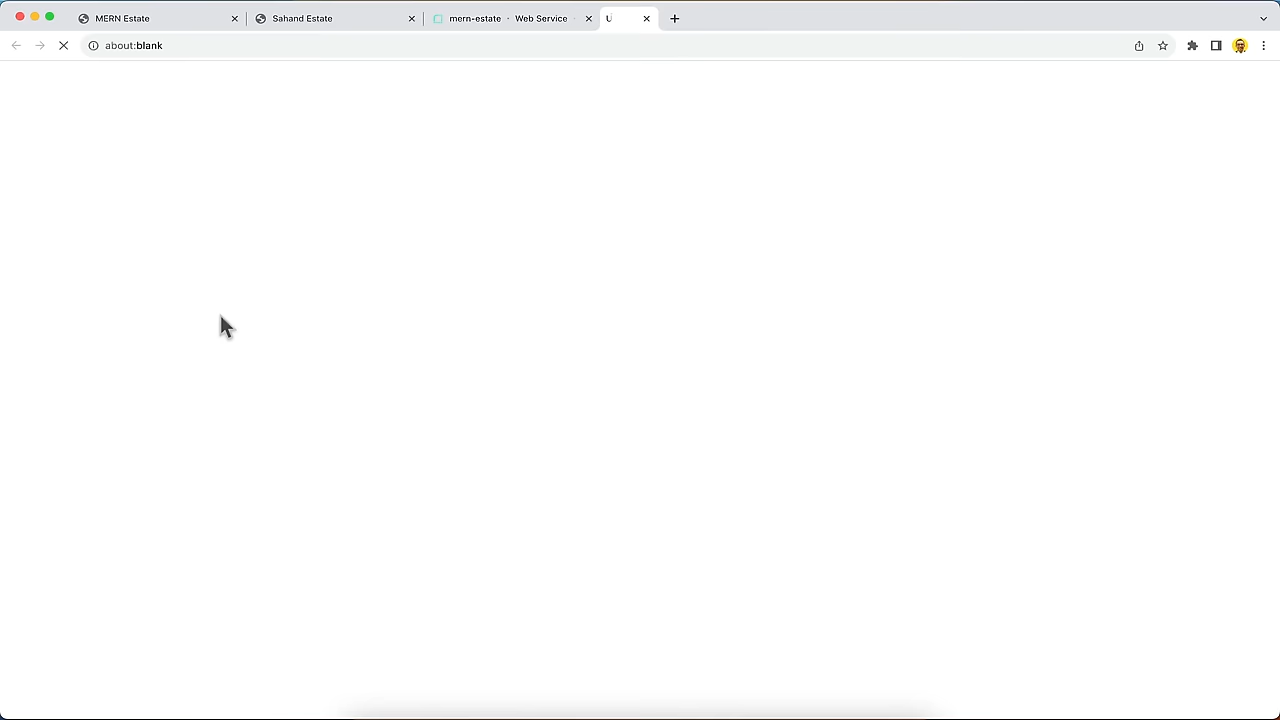 MERN Estate
Sahand Estate
mern-estate · Web Service
U
about:blank